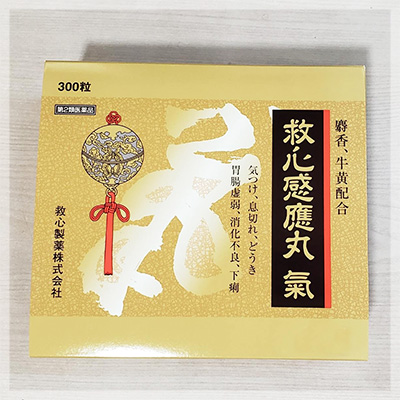 300粒
第2類医薬品
麝香、牛黄配合
救心感應丸 氣
気つけ、息切れ、どうき
胃腸虚弱、消化不良、下痢
救心製薬株式会社